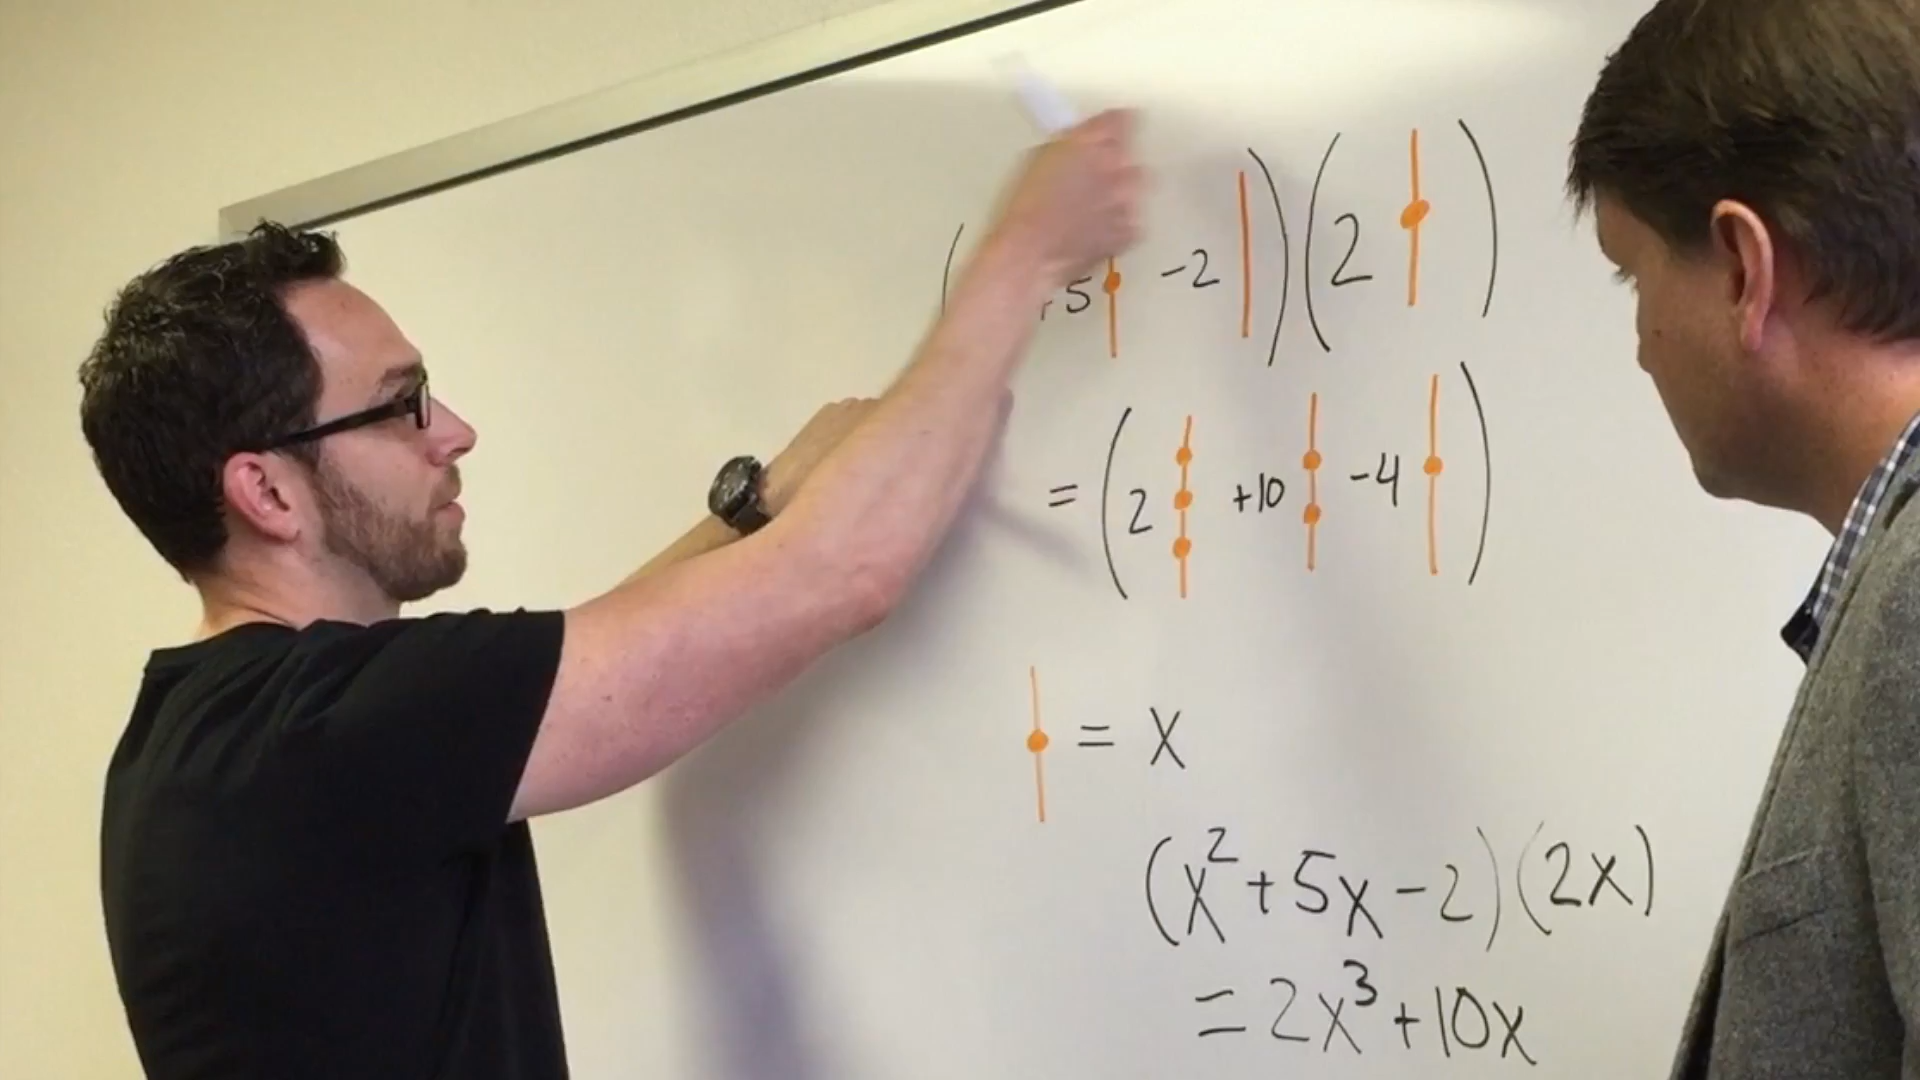 +5 -2 ) ( 2 )
= ( 2 +10 -4 )
= x
(x²+5x-2)(2x)
= 2x³+10x